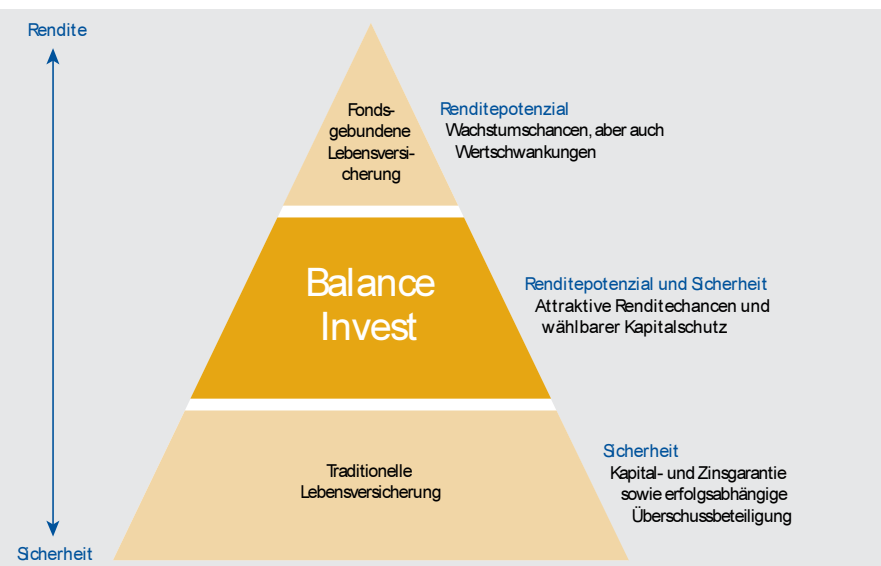 Rendite
Fonds-
gebundene
Lebensversi-
cherung
Renditepotenzial
Wachstumschancen, aber auch
Wertschwankungen
Balance
Invest
Renditepotenzial und Sicherheit
Attraktive Renditechancen und
wählbarer Kapitalschutz
Traditionelle
Lebensversicherung
Sicherheit
Kapital- und Zinsgarantie
sowie erfolgsabhängige
Überschussbeteiligung
Sicherheit